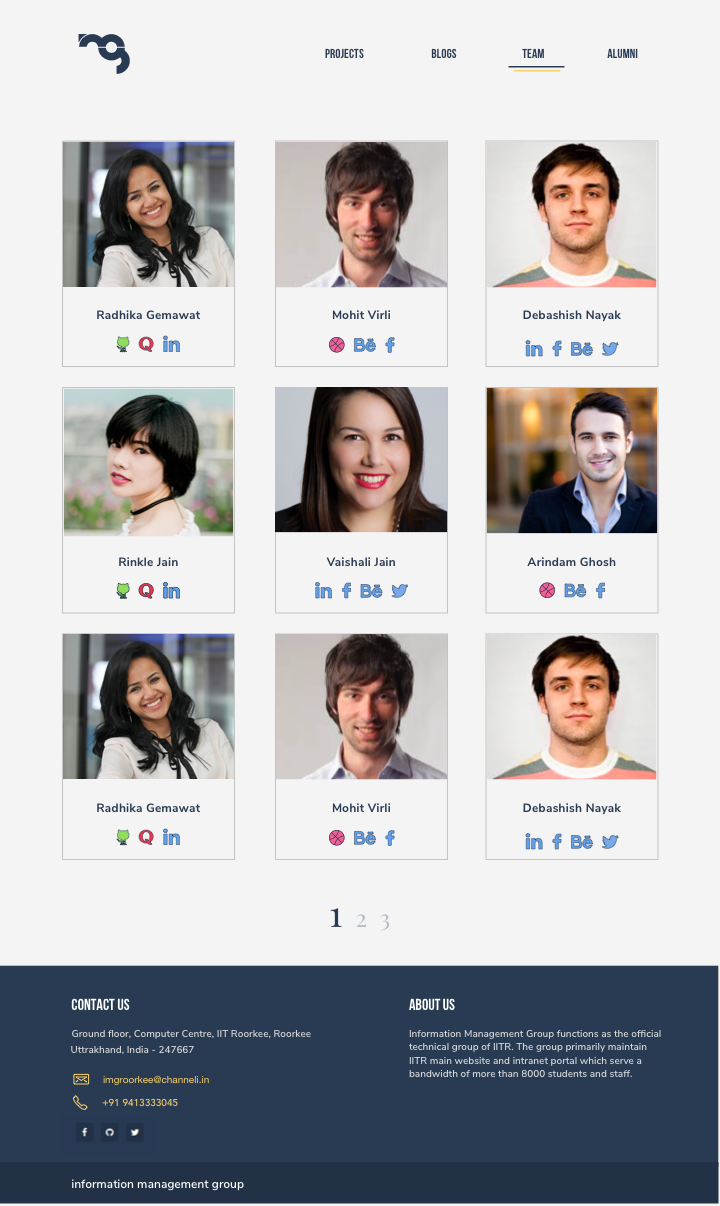 PROJECTS BLOGS TEAM ALUMNI
Radhika Gemawat Mohit Virli Debashish Nayak
Rinkle Jain Vaishali Jain Arindam Ghosh
Radhika Gemawat Mohit Virli Debashish Nayak
1 2 3
CONTACT US
Ground floor, Computer Centre, IIT Roorkee, Roorkee
Uttrakhand, India - 247667
imgroorkee@channeli.in
+91 9413333045
ABOUT US
Information Management Group functions as the official
technical group of IITR. The group primarily maintain
IITR main website and intranet portal which serve a
bandwidth of more than 8000 students and staff.
information management group